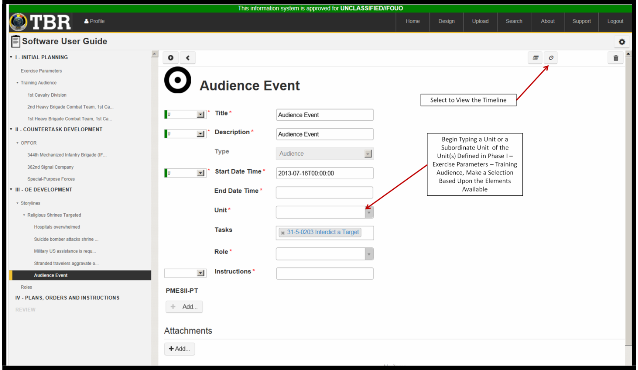 This information system is approved for UNCLASSIFIED//FOUO
TBR
Profile
Home
Design
Upload
Search
About
Support
Logout
Software User Guide
I - INITIAL PLANNING
Exercise Parameters
Training Audience
1st Cavalry Division
2nd Heavy Brigade Combat Team, 1st Ca...
1st Heavy Brigade Combat Team, 1st Ca...
II - COUNTERTASK DEVELOPMENT
OPFOR
344th Mechanized Infantry Brigade (IF...
362nd Signal Company
Special-Purpose Forces
III - OE DEVELOPMENT
Storylines
Religious Shrines Targeted
Hospitals overwhelmed
Suicide bomber attacks shrine ...
Military US assistance is requ...
Stranded travelers aggravate o...
Audience Event
Roles
IV - PLANS, ORDERS AND INSTRUCTIONS
Audience Event
Select to View the Timeline
Title *
Audience Event
Description *
Audience Event
Type
Audience
Start Date Time *
2013-07-16T00:00:00
End Date Time *
Unit *
Tasks
31-5-0203 Interdict a Target
Role *
Instructions *
Begin Typing a Unit or a
Subordinate Unit of the
Unit(s) Defined in Phase I –
Exercise Parameters – Training
Audience, Make a Selection
Based Upon the Elements
Available
PMESII-PT
+ Add...
Attachments
+ Add...